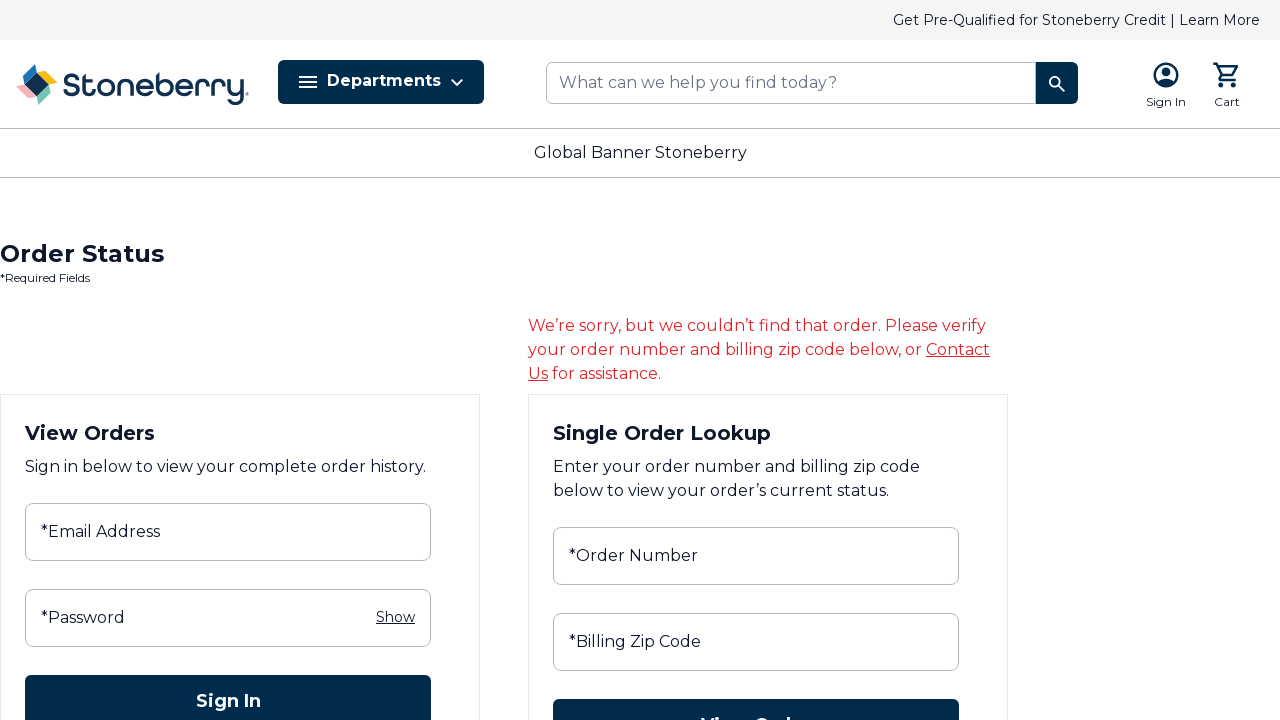 Get Pre-Qualified for Stoneberry Credit | Learn More
Stoneberry
Departments
What can we help you find today?
Sign In
Cart
Global Banner Stoneberry
Order Status
*Required Fields
We’re sorry, but we couldn’t find that order. Please verify
your order number and billing zip code below, or Contact
Us for assistance.
View Orders
Sign in below to view your complete order history.
*Email Address
*Password
Show
Sign In
Single Order Lookup
Enter your order number and billing zip code
below to view your order’s current status.
*Order Number
*Billing Zip Code